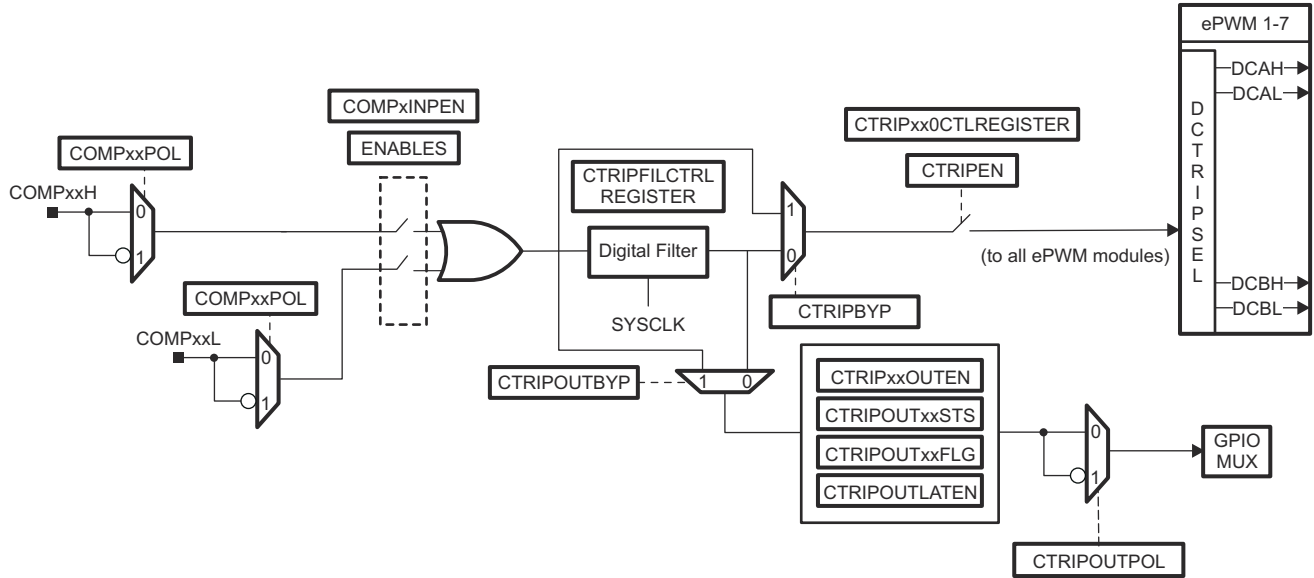 ePWM 1-7
DCAH
DCAL
DCTRIPSEL
DCBH
DCBL
COMPxINPEN
ENABLES
COMPxxPOL
COMPxxH
0
1
COMPxxPOL
COMPxxL
0
1
CTRIPFILCTRL
REGISTER
Digital Filter
SYSCLK
1
0
CTRIPBYP
CTRIPxx0CTLREGISTER
CTRIPEN
(to all ePWM modules)
CTRIPOUTBYP
1 0
CTRIPxxOUTEN
CTRIPOUTxxSTS
CTRIPOUTxxFLG
CTRIPOUTLATEN
0
1
CTRIPOUTPOL
GPIO
MUX